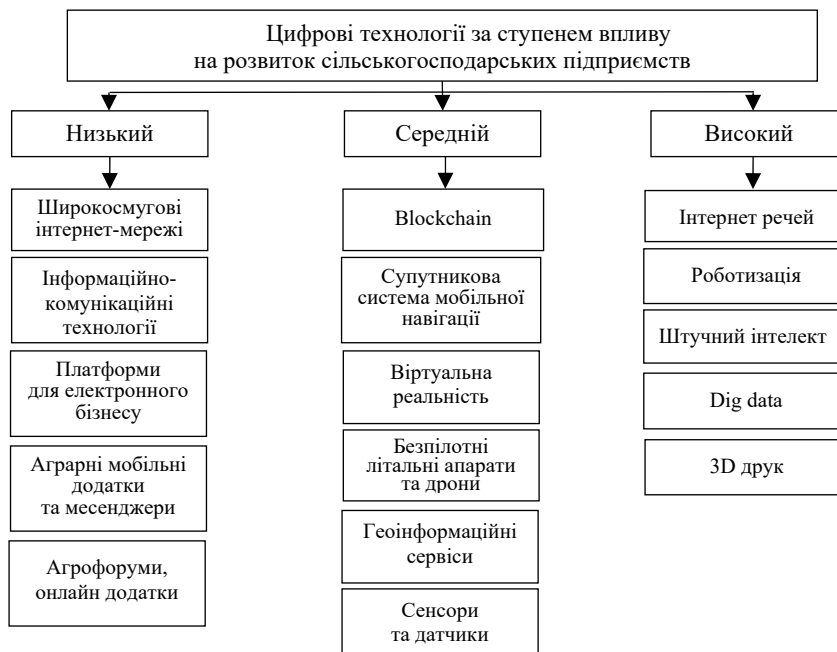 Цифрові технології за ступенем впливу
на розвиток сільськогосподарських підприємств
Низький
Середній
Високий
Широкосмугові
інтернет-мережі
Інформаційно-
комунікаційні
технології
Платформи
для електронного
бізнесу
Аграрні мобільні
додатки
та месенджери
Агрофоруми,
онлайн додатки
Blockchain
Супутникова
система мобільної
навігації
Віртуальна
реальність
Безпілотні
літальні апарати
та дрони
Геоінформаційні
сервіси
Сенсори
та датчики
Інтернет речей
Роботизація
Штучний інтелект
Dig data
3D друк